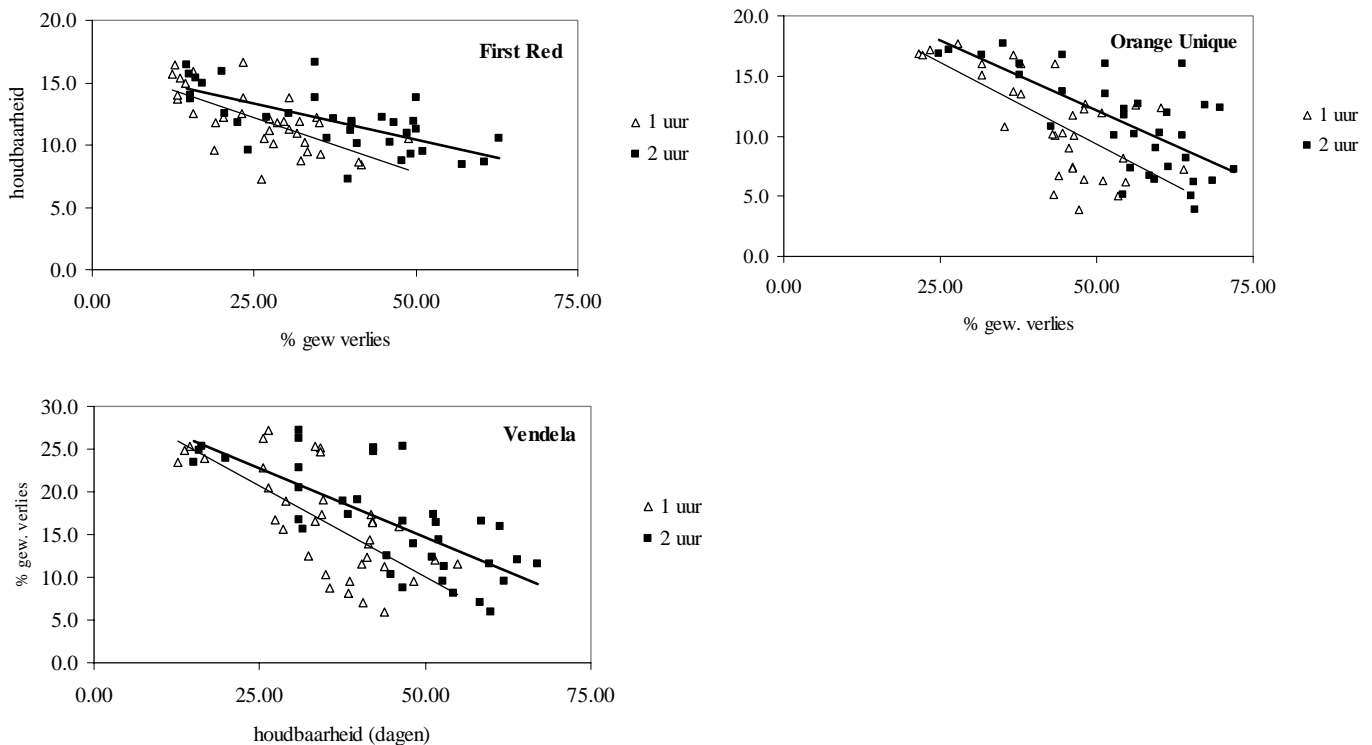 20.0
15.0
10.0
5.0
0.0
houdbaarheid
First Red
0.00 25.00 50.00 75.00
% gew verlies
1 uur
2 uur
20.0
15.0
10.0
5.0
0.0
Orange Unique
0.00 25.00 50.00 75.00
% gew. verlies
1 uur
2 uur
30.0
25.0
20.0
15.0
10.0
5.0
0.0
% gew. verlies
Vendela
0.00 25.00 50.00 75.00
houdbaarheid (dagen)
1 uur
2 uur